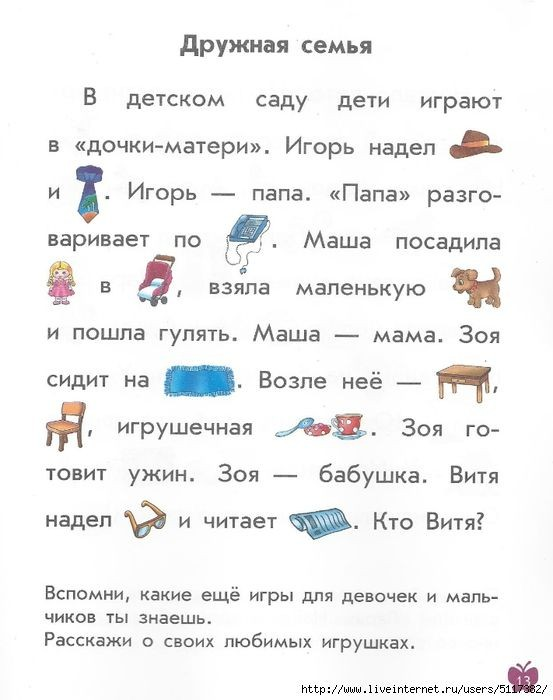 Дружная семья
В детском саду дети играют
в «дочки-матери». Игорь надел
и . Игорь — папа. «Папа» разго-
варивает по . Маша посадила
в , взяла маленькую
и пошла гулять. Маша — мама. Зоя
сидит на . Возле неё — ,
, игрушечная . Зоя го-
товит ужин. Зоя — бабушка. Витя
надел и читает . Кто Витя?
Вспомни, какие ещё игры для девочек и маль-
чиков ты знаешь.
Расскажи о своих любимых игрушках.
13
http://www.liveinternet.ru/users/5117382/